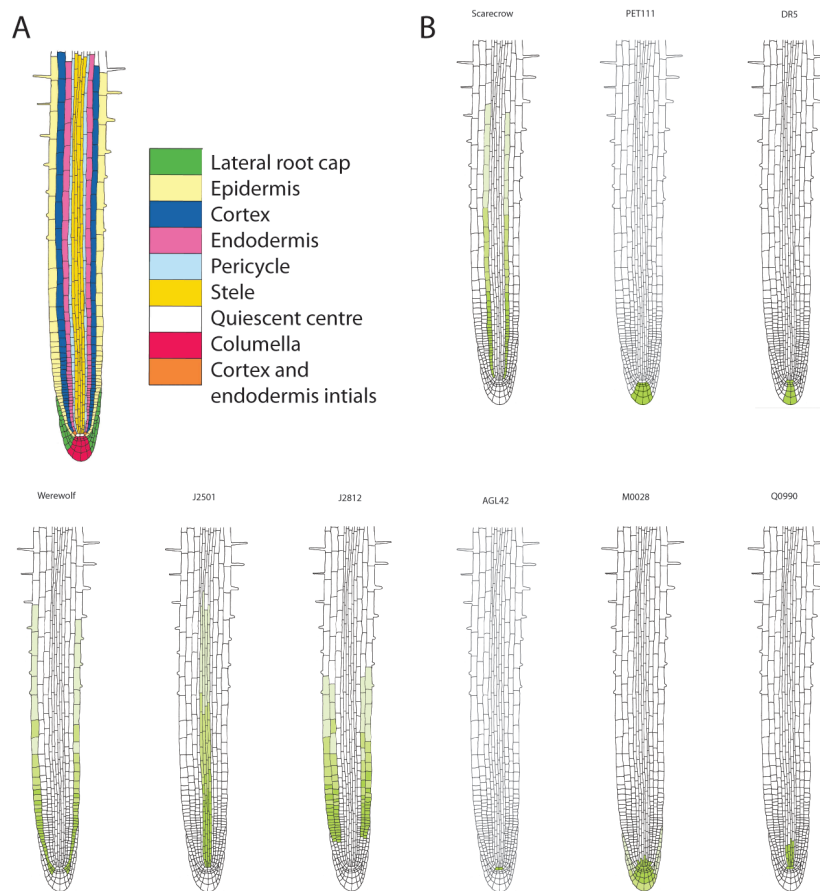 A
B
Scarecrow
PET111
DR5
Lateral root cap
Epidermis
Cortex
Endodermis
Pericycle
Stele
Quiescent centre
Columella
Cortex and
endodermis intials
Werewolf
J2501
J2812
AGL42
M0028
Q0990